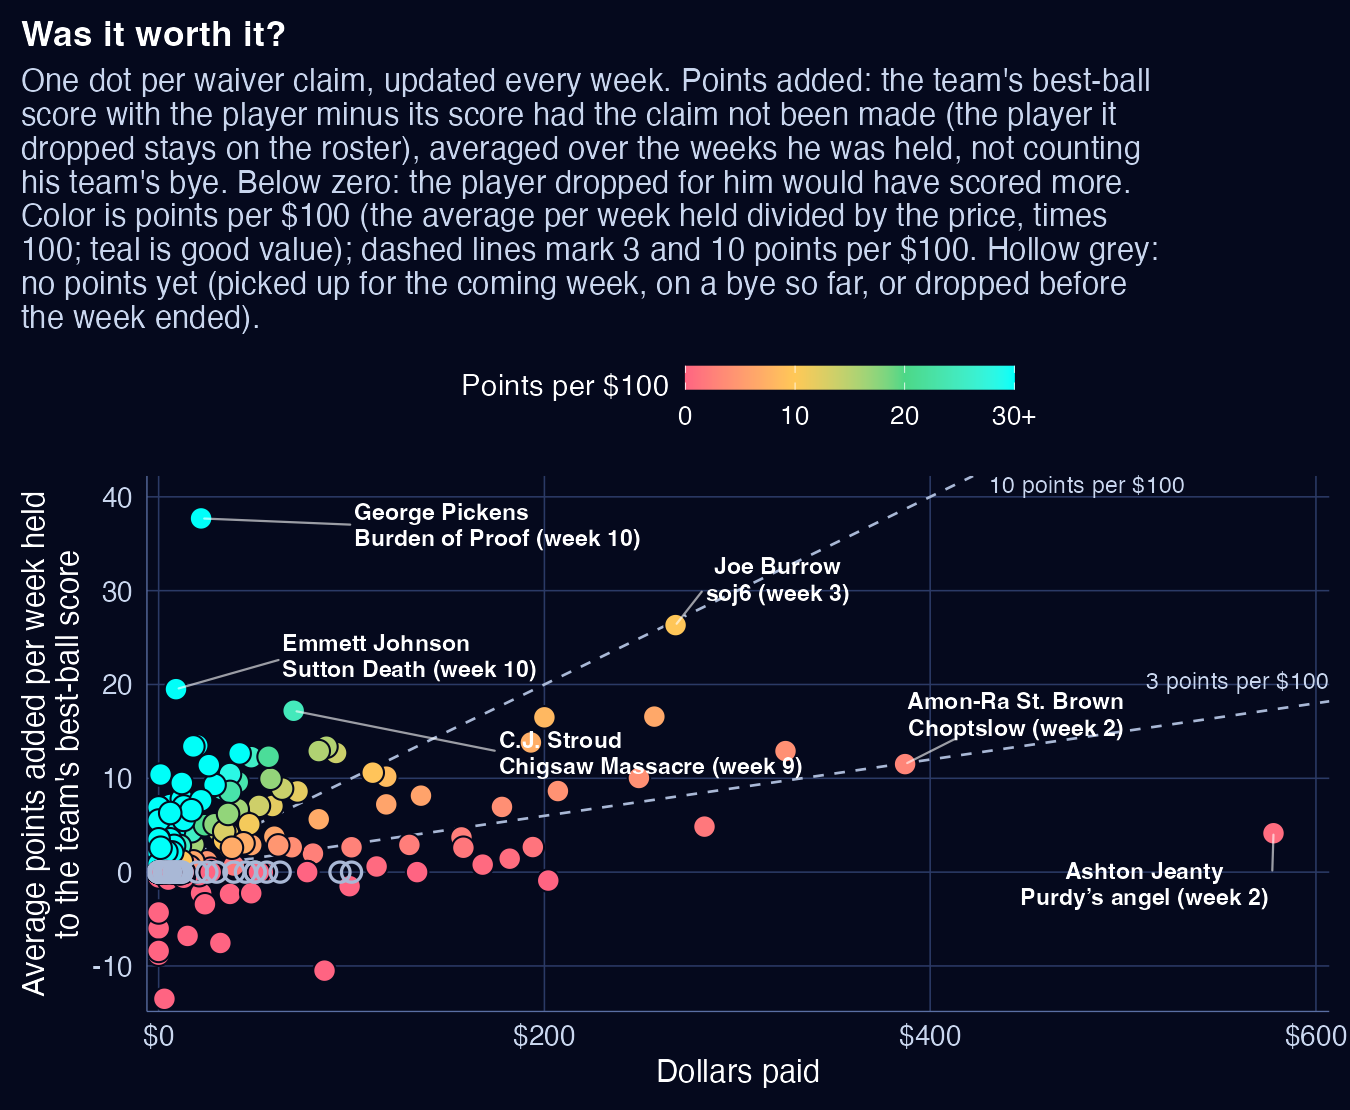 Was it worth it?
One dot per waiver claim, updated every week. Points added: the team's best-ball
score with the player minus its score had the claim not been made (the player it
dropped stays on the roster), averaged over the weeks he was held, not counting
his team's bye. Below zero: the player dropped for him would have scored more.
Color is points per $100 (the average per week held divided by the price, times
100; teal is good value); dashed lines mark 3 and 10 points per $100. Hollow grey:
no points yet (picked up for the coming week, on a bye so far, or dropped before
the week ended).
Points per $100
0 10 20 30+
Average points added per week held
to the team's best-ball score
40
30
20
10
0
-10
10 points per $100
George Pickens
Burden of Proof (week 10)
Joe Burrow
soj6 (week 3)
Emmett Johnson
Sutton Death (week 10)
3 points per $100
Amon-Ra St. Brown
Choptslow (week 2)
C.J. Stroud
Chigsaw Massacre (week 9)
Ashton Jeanty
Purdy’s angel (week 2)
$0 $200 $400 $600
Dollars paid